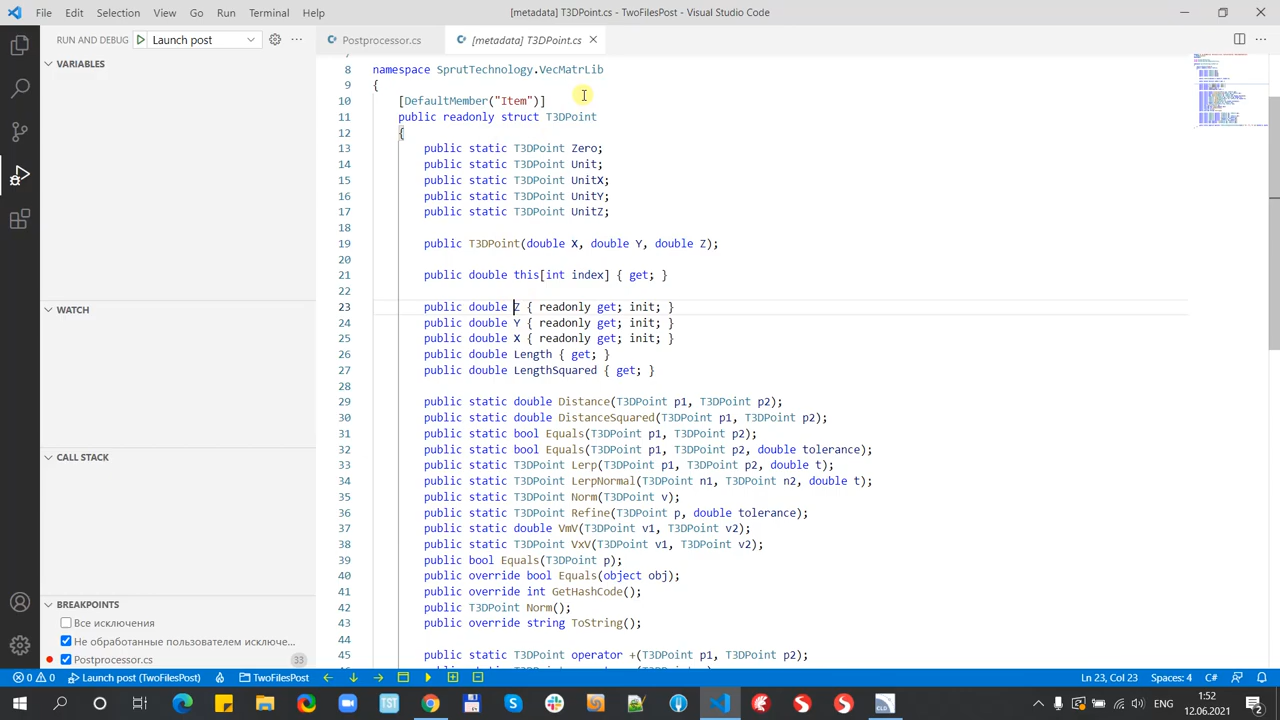 File Edit Selection View Go Run Terminal Help
[metadata] T3DPoint.cs - TwoFilesPost - Visual Studio Code
RUN AND DEBUG Launch post
Postprocessor.cs
[metadata] T3DPoint.cs
VARIABLES
WATCH
CALL STACK
BREAKPOINTS
Все исключения
Не обработанные пользователем исключе...
Postprocessor.cs 33
8 namespace SprutTechnology.VecMatrLib
9 {
10 [DefaultMember("Item")]
11 public readonly struct T3DPoint
12 {
13 public static T3DPoint Zero;
14 public static T3DPoint Unit;
15 public static T3DPoint UnitX;
16 public static T3DPoint UnitY;
17 public static T3DPoint UnitZ;
18
19 public T3DPoint(double X, double Y, double Z);
20
21 public double this[int index] { get; }
22
23 public double Z { readonly get; init; }
24 public double Y { readonly get; init; }
25 public double X { readonly get; init; }
26 public double Length { get; }
27 public double LengthSquared { get; }
28
29 public static double Distance(T3DPoint p1, T3DPoint p2);
30 public static double DistanceSquared(T3DPoint p1, T3DPoint p2);
31 public static bool Equals(T3DPoint p1, T3DPoint p2);
32 public static bool Equals(T3DPoint p1, T3DPoint p2, double tolerance);
33 public static T3DPoint Lerp(T3DPoint p1, T3DPoint p2, double t);
34 public static T3DPoint LerpNormal(T3DPoint n1, T3DPoint n2, double t);
35 public static T3DPoint Norm(T3DPoint v);
36 public static T3DPoint Refine(T3DPoint p, double tolerance);
37 public static double VmV(T3DPoint v1, T3DPoint v2);
38 public static T3DPoint VxV(T3DPoint v1, T3DPoint v2);
39 public bool Equals(T3DPoint p);
40 public override bool Equals(object obj);
41 public override int GetHashCode();
42 public T3DPoint Norm();
43 public override string ToString();
44
45 public static T3DPoint operator +(T3DPoint p1, T3DPoint p2);
0 0 Launch post (TwoFilesPost) TwoFilesPost
Ln 23, Col 23 Spaces: 4 C#
ENG
1:52
12.06.2021
2